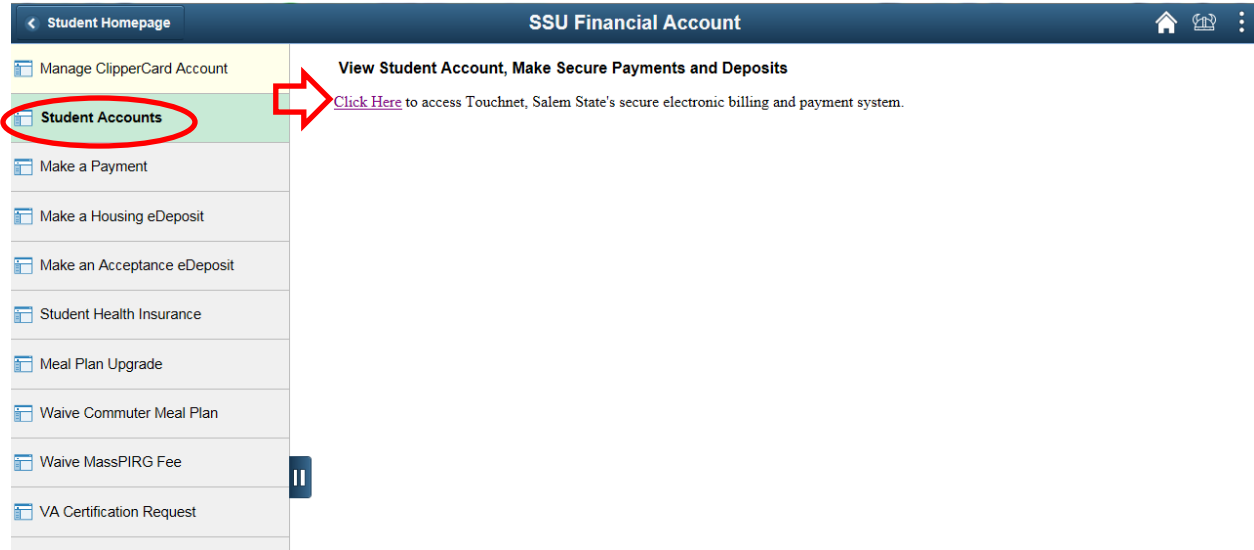 Student Homepage
SSU Financial Account
Manage ClipperCard Account
Student Accounts
Make a Payment
Make a Housing eDeposit
Make an Acceptance eDeposit
Student Health Insurance
Meal Plan Upgrade
Waive Commuter Meal Plan
Waive MassPIRG Fee
VA Certification Request
View Student Account, Make Secure Payments and Deposits
Click Here to access Touchnet, Salem State's secure electronic billing and payment system.